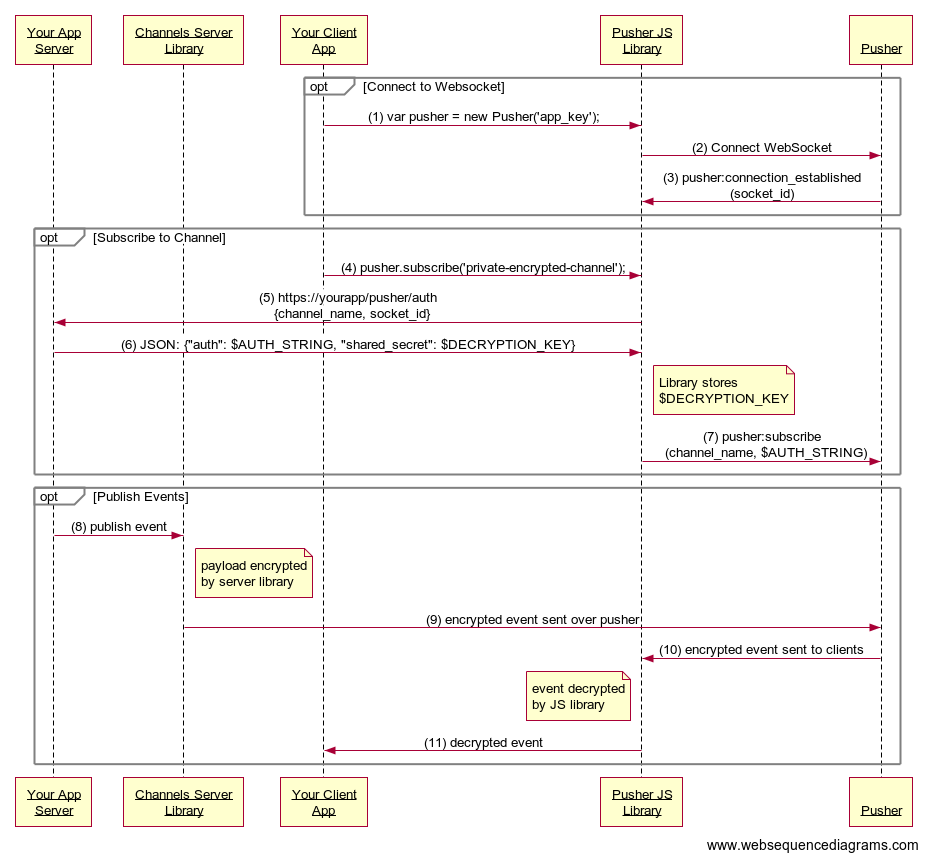 Your App
Server
Channels Server
Library
Your Client
App
Pusher JS
Library
Pusher
opt
[Connect to Websocket]
(1) var pusher = new Pusher('app_key');
(2) Connect WebSocket
(3) pusher:connection_established
(socket_id)
opt
[Subscribe to Channel]
(4) pusher.subscribe('private-encrypted-channel');
(5) https://yourapp/pusher/auth
{channel_name, socket_id}
(6) JSON: {"auth": $AUTH_STRING, "shared_secret": $DECRYPTION_KEY}
Library stores
$DECRYPTION_KEY
(7) pusher:subscribe
(channel_name, $AUTH_STRING)
opt
[Publish Events]
(8) publish event
payload encrypted
by server library
(9) encrypted event sent over pusher
(10) encrypted event sent to clients
event decrypted
by JS library
(11) decrypted event
Your App
Server
Channels Server
Library
Your Client
App
Pusher JS
Library
Pusher
www.websequencediagrams.com